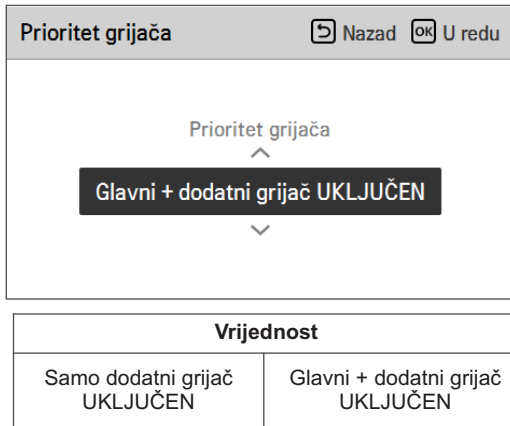 Prioritet grijača Nazad OK U redu
Prioritet grijača
Glavni + dodatni grijač UKLJUČEN
Vrijednost
Samo dodatni grijač Glavni + dodatni grijač
UKLJUČEN UKLJUČEN